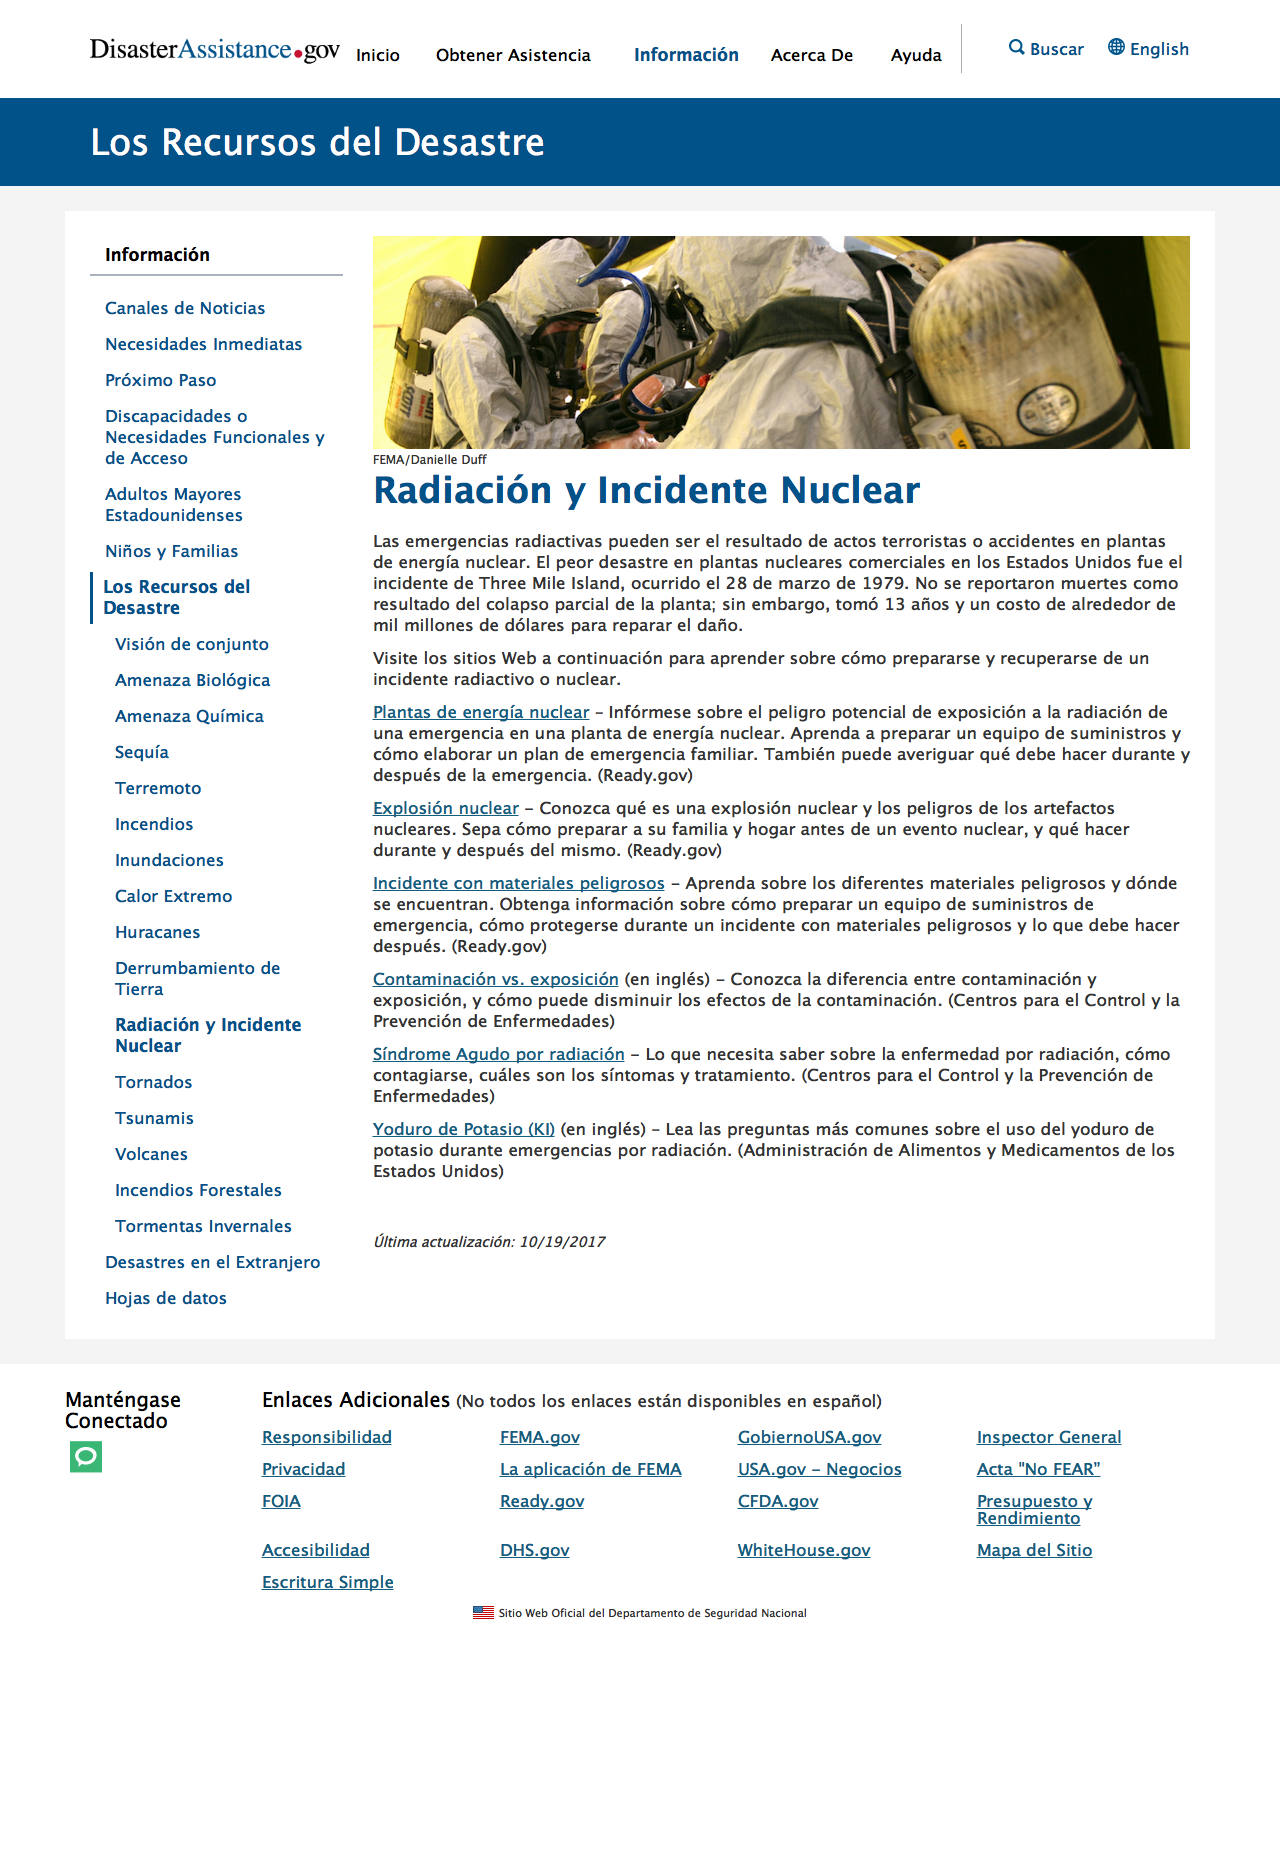 DisasterAssistance.gov
Inicio
Obtener Asistencia
Información
Acerca De
Ayuda
Buscar
English
Los Recursos del Desastre
Información
Canales de Noticias
Necesidades Inmediatas
Próximo Paso
Discapacidades o
Necesidades Funcionales y
de Acceso
Adultos Mayores
Estadounidenses
Niños y Familias
Los Recursos del
Desastre
Visión de conjunto
Amenaza Biológica
Amenaza Química
Sequía
Terremoto
Incendios
Inundaciones
Calor Extremo
Huracanes
Derrumbamiento de
Tierra
Radiación y Incidente
Nuclear
Tornados
Tsunamis
Volcanes
Incendios Forestales
Tormentas Invernales
Desastres en el Extranjero
Hojas de datos
FEMA/Danielle Duff
Radiación y Incidente Nuclear
Las emergencias radiactivas pueden ser el resultado de actos terroristas o accidentes en plantas
de energía nuclear. El peor desastre en plantas nucleares comerciales en los Estados Unidos fue el
incidente de Three Mile Island, ocurrido el 28 de marzo de 1979. No se reportaron muertes como
resultado del colapso parcial de la planta; sin embargo, tomó 13 años y un costo de alrededor de
mil millones de dólares para reparar el daño.
Visite los sitios Web a continuación para aprender sobre cómo prepararse y recuperarse de un
incidente radiactivo o nuclear.
Plantas de energía nuclear – Infórmese sobre el peligro potencial de exposición a la radiación de
una emergencia en una planta de energía nuclear. Aprenda a preparar un equipo de suministros y
cómo elaborar un plan de emergencia familiar. También puede averiguar qué debe hacer durante y
después de la emergencia. (Ready.gov)
Explosión nuclear – Conozca qué es una explosión nuclear y los peligros de los artefactos
nucleares. Sepa cómo preparar a su familia y hogar antes de un evento nuclear, y qué hacer
durante y después del mismo. (Ready.gov)
Incidente con materiales peligrosos – Aprenda sobre los diferentes materiales peligrosos y dónde
se encuentran. Obtenga información sobre cómo preparar un equipo de suministros de
emergencia, cómo protegerse durante un incidente con materiales peligrosos y lo que debe hacer
después. (Ready.gov)
Contaminación vs. exposición (en inglés) – Conozca la diferencia entre contaminación y
exposición, y cómo puede disminuir los efectos de la contaminación. (Centros para el Control y la
Prevención de Enfermedades)
Síndrome Agudo por radiación – Lo que necesita saber sobre la enfermedad por radiación, cómo
contagiarse, cuáles son los síntomas y tratamiento. (Centros para el Control y la Prevención de
Enfermedades)
Yoduro de Potasio (KI) (en inglés) – Lea las preguntas más comunes sobre el uso del yoduro de
potasio durante emergencias por radiación. (Administración de Alimentos y Medicamentos de los
Estados Unidos)
Última actualización: 10/19/2017
Manténgase
Conectado
Enlaces Adicionales (No todos los enlaces están disponibles en español)
Responsibilidad
FEMA.gov
GobiernoUSA.gov
Inspector General
Privacidad
La aplicación de FEMA
USA.gov – Negocios
Acta "No FEAR"
FOIA
Ready.gov
CFDA.gov
Presupuesto y
Rendimiento
Accesibilidad
DHS.gov
WhiteHouse.gov
Mapa del Sitio
Escritura Simple
Sitio Web Oficial del Departamento de Seguridad Nacional